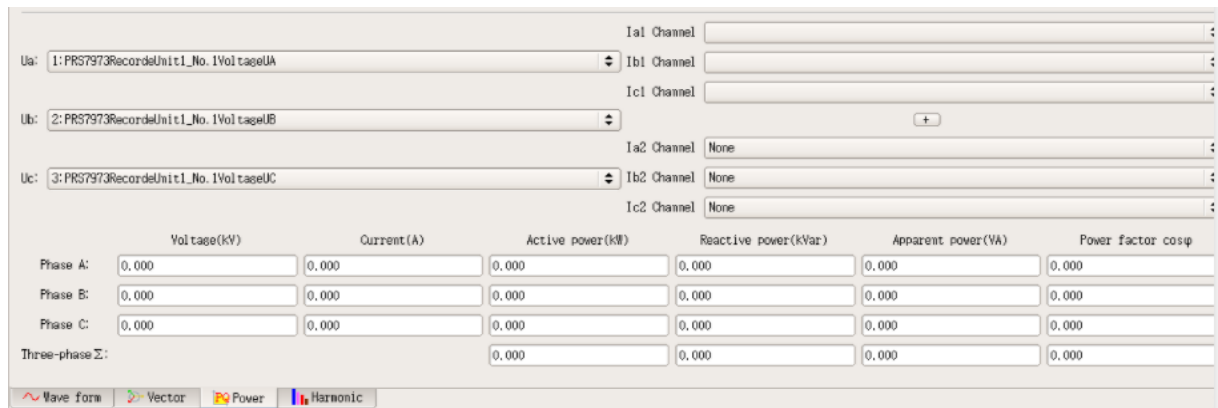 Ia1 Channel
Ua: 1:PRS7973RecordeUnit1_No.1VoltageUA Ib1 Channel
Ic1 Channel
Ub: 2:PRS7973RecordeUnit1_No.1VoltageUB +
Ia2 Channel None
Uc: 3:PRS7973RecordeUnit1_No.1VoltageUC Ib2 Channel None
Ic2 Channel None
Voltage(kV) Current(A) Active power(kW) Reactive power(kVar) Apparent power(VA) Power factor cosφ
Phase A: 0.000 0.000 0.000 0.000 0.000 0.000
Phase B: 0.000 0.000 0.000 0.000 0.000 0.000
Phase C: 0.000 0.000 0.000 0.000 0.000 0.000
Three-phase Σ: 0.000 0.000 0.000 0.000
Wave form Vector PQ Power Harmonic